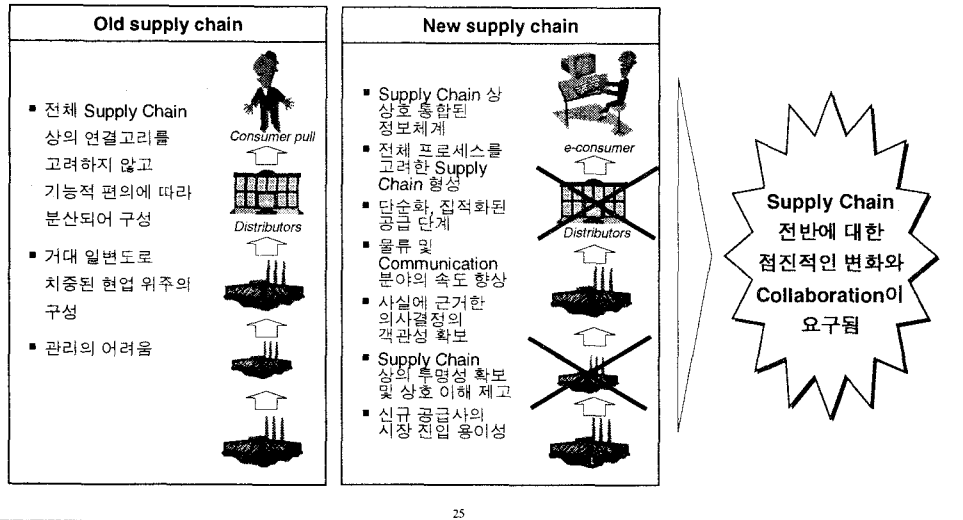 Old supply chain
▪ 전체 Supply Chain
상의 연결고리를
고려하지 않고
기능적 편의에 따라
분산되어 구성
▪ 거대 일변도로
치중된 현업 위주의
구성
▪ 관리의 어려움
Consumer pull
Distributors
New supply chain
▪ Supply Chain 상
상호 통합된
정보체계
▪ 전체 프로세스를
고려한 Supply
Chain 형성
▪ 단순화, 집적화된
공급 단계
▪ 물류 및
Communication
분야의 속도 향상
▪ 사실에 근거한
의사결정의
객관성 확보
▪ Supply Chain
상의 투명성 확보
및 상호 이해 제고
▪ 신규 공급사의
시장 진입 용이성
e-consumer
Distributors
Supply Chain
전반에 대한
점진적인 변화와
Collaboration이
요구됨
25